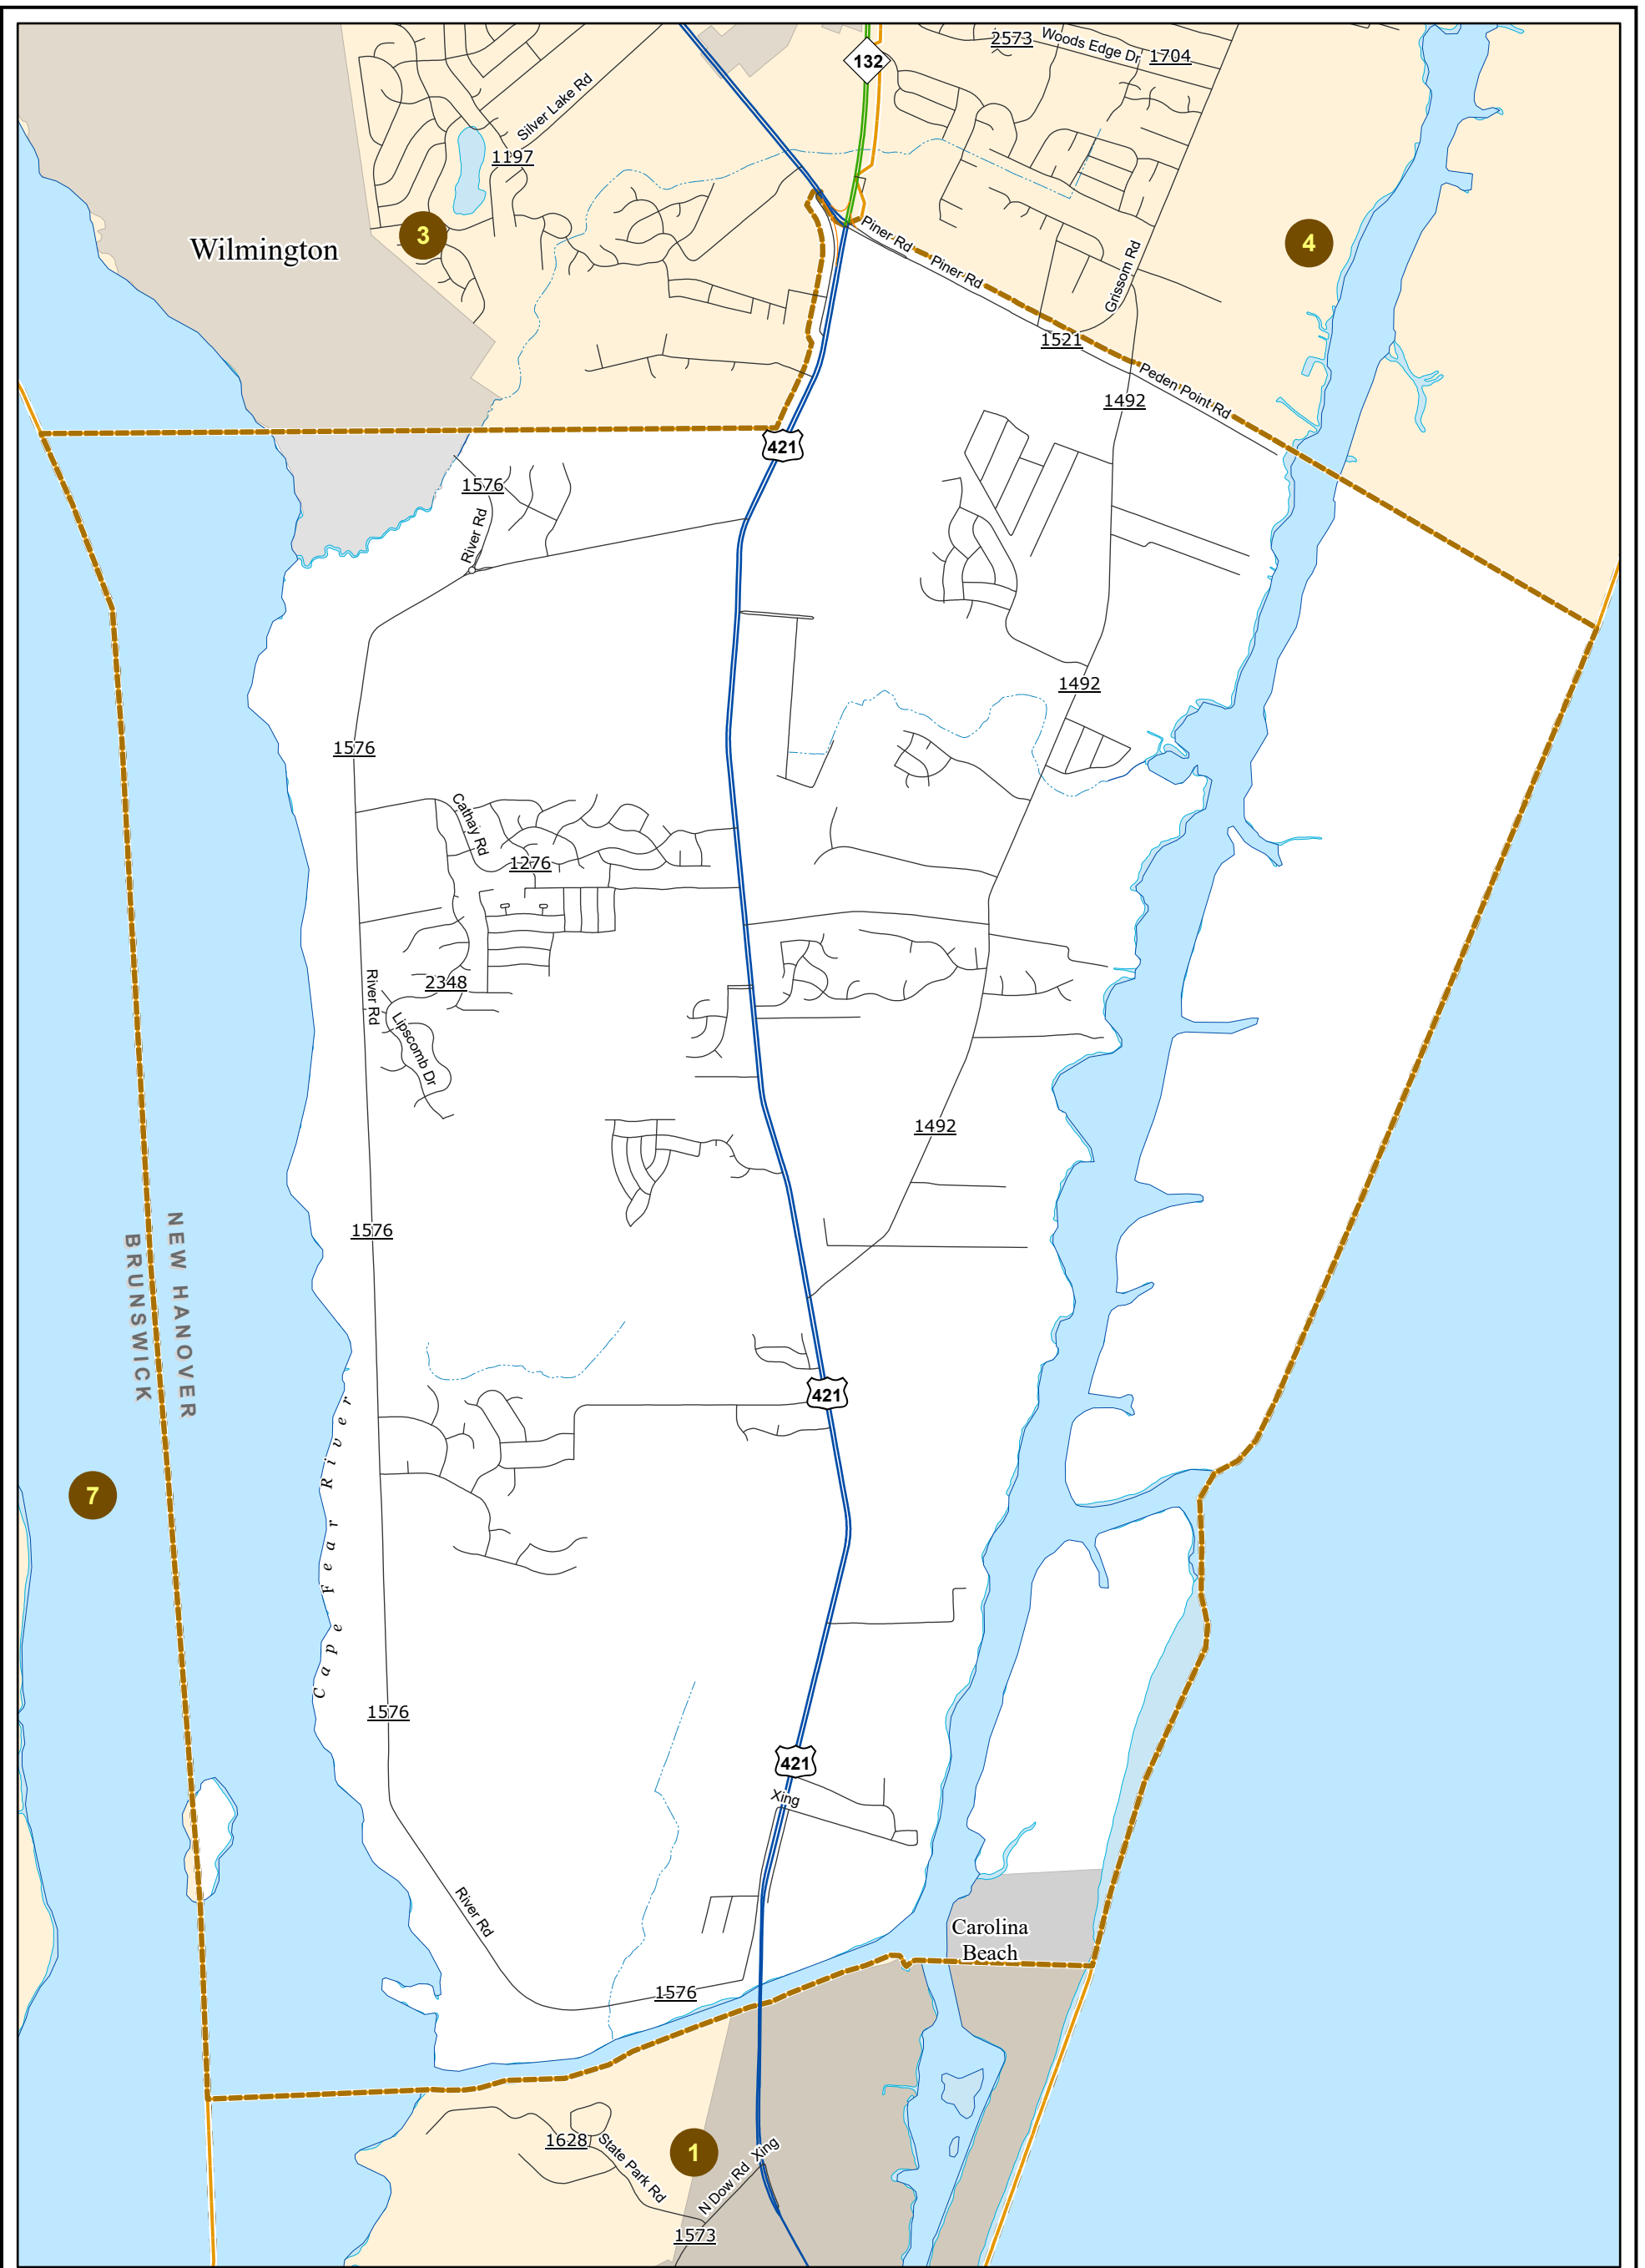 132
2573
Woods Edge Dr
1704
Silver Lake Rd
1197
3
Wilmington
4
Piner Rd
Piner Rd
Grissom Rd
1521
Peden Point Rd
1492
421
1576
River Rd
1492
1576
Cathay Rd
1276
2348
River Rd
Lipscomb Dr
1492
1576
NEW HANOVER
BRUNSWICK
421
Cape Fear River
7
1576
421
Xing
River Rd
Carolina
Beach
1576
1628
State Park Rd
1
N Dow Rd
Xing
1573